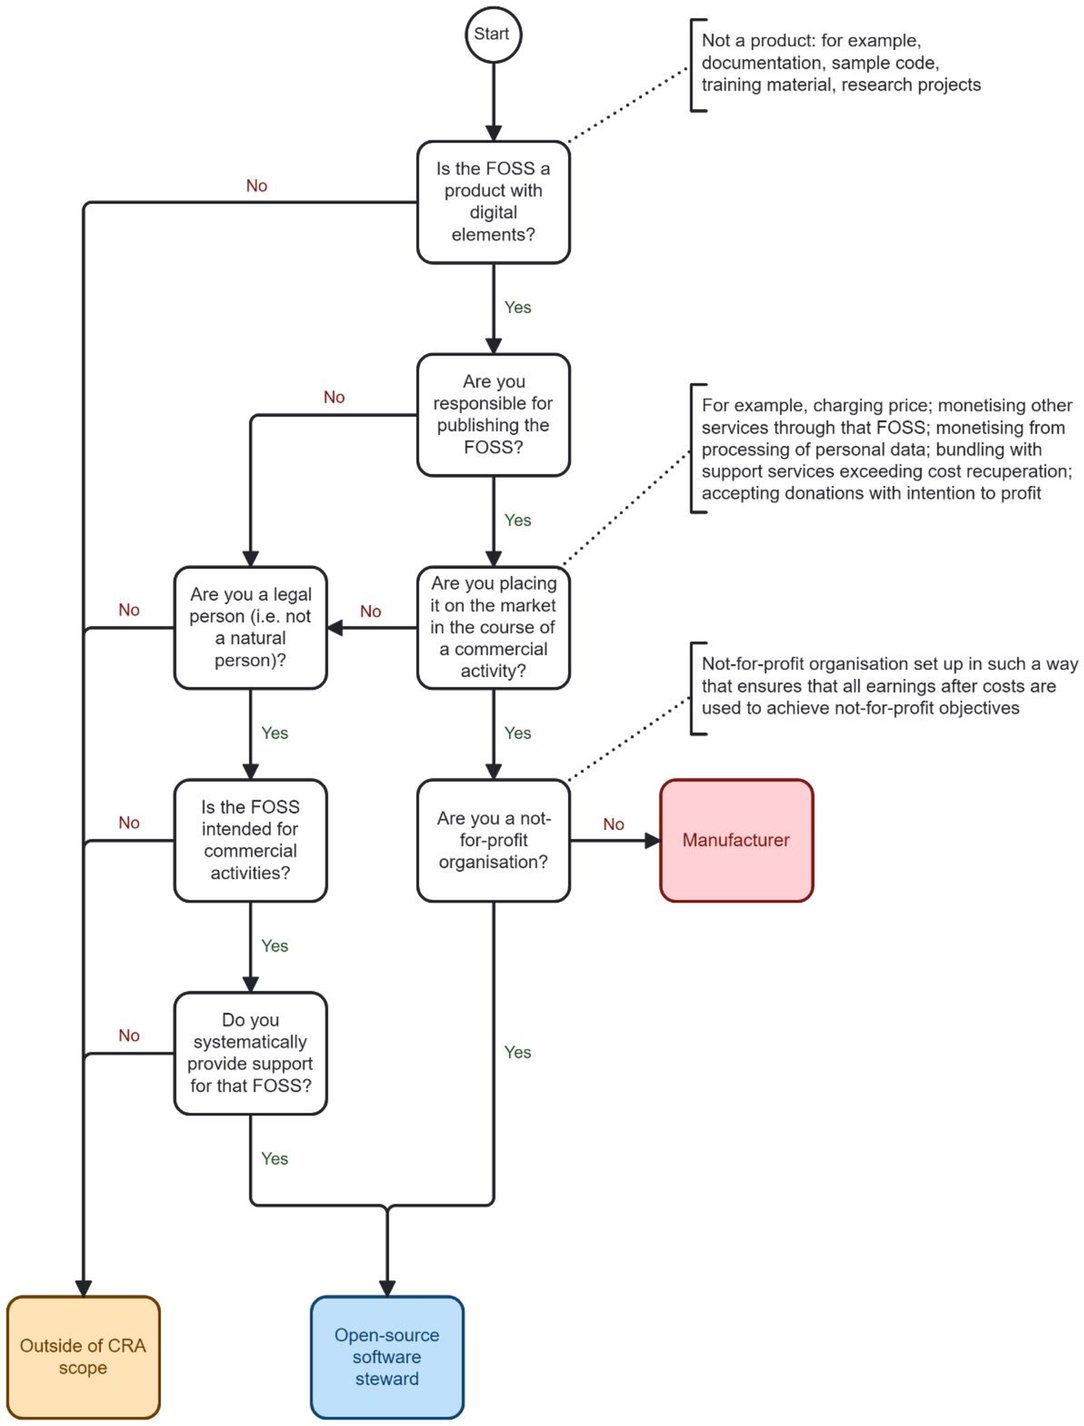 Start
Not a product: for example,
documentation, sample code,
training material, research projects
Is the FOSS a
product with
digital
elements?
No
Yes
Are you
responsible for
publishing the
FOSS?
No
For example, charging price; monetising other
services through that FOSS; monetising from
processing of personal data; bundling with
support services exceeding cost recuperation;
accepting donations with intention to profit
Yes
Are you a legal
person (i.e. not
a natural
person)?
No
No
Are you placing
it on the market
in the course of
a commercial
activity?
Not-for-profit organisation set up in such a way
that ensures that all earnings after costs are
used to achieve not-for-profit objectives
Yes
Yes
Is the FOSS
intended for
commercial
activities?
No
Are you a not-
for-profit
organisation?
No
Manufacturer
Yes
Do you
systematically
provide support
for that FOSS?
No
Yes
Yes
Outside of CRA
scope
Open-source
software
steward